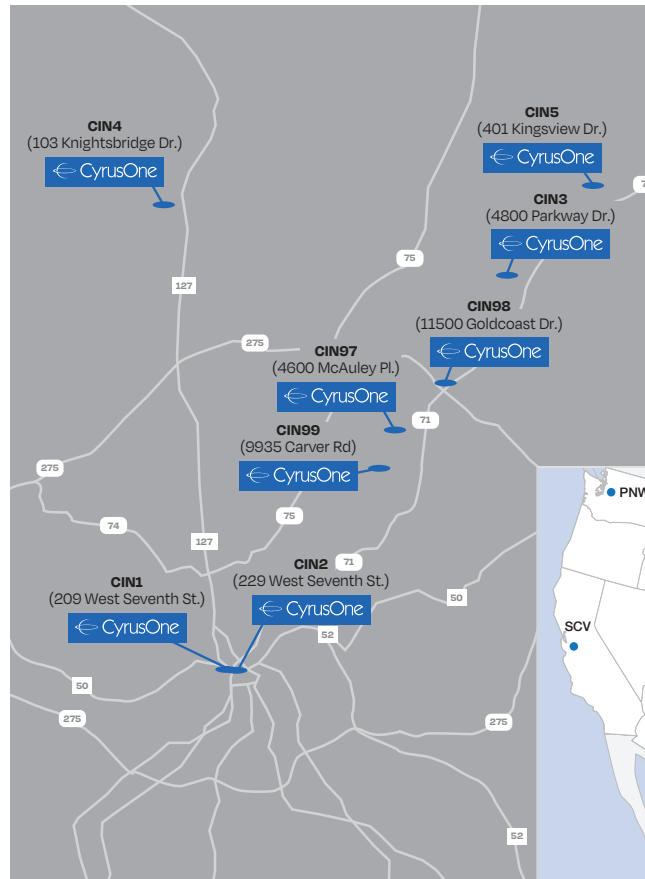 CIN4
(103 Knightsbridge Dr.)
CyrusOne
CIN5
(401 Kingsview Dr.)
CyrusOne
CIN3
(4800 Parkway Dr.)
CyrusOne
75
127
CIN98
(11500 Goldcoast Dr.)
CyrusOne
275
CIN97
(4600 McAuley Pl.)
CyrusOne
71
CIN99
(9935 Carver Rd)
CyrusOne
275
75
74
127
PNW
71
CIN2
(229 West Seventh St.)
CyrusOne
CIN1
(209 West Seventh St.)
CyrusOne
50
52
SCV
50
275
275
52